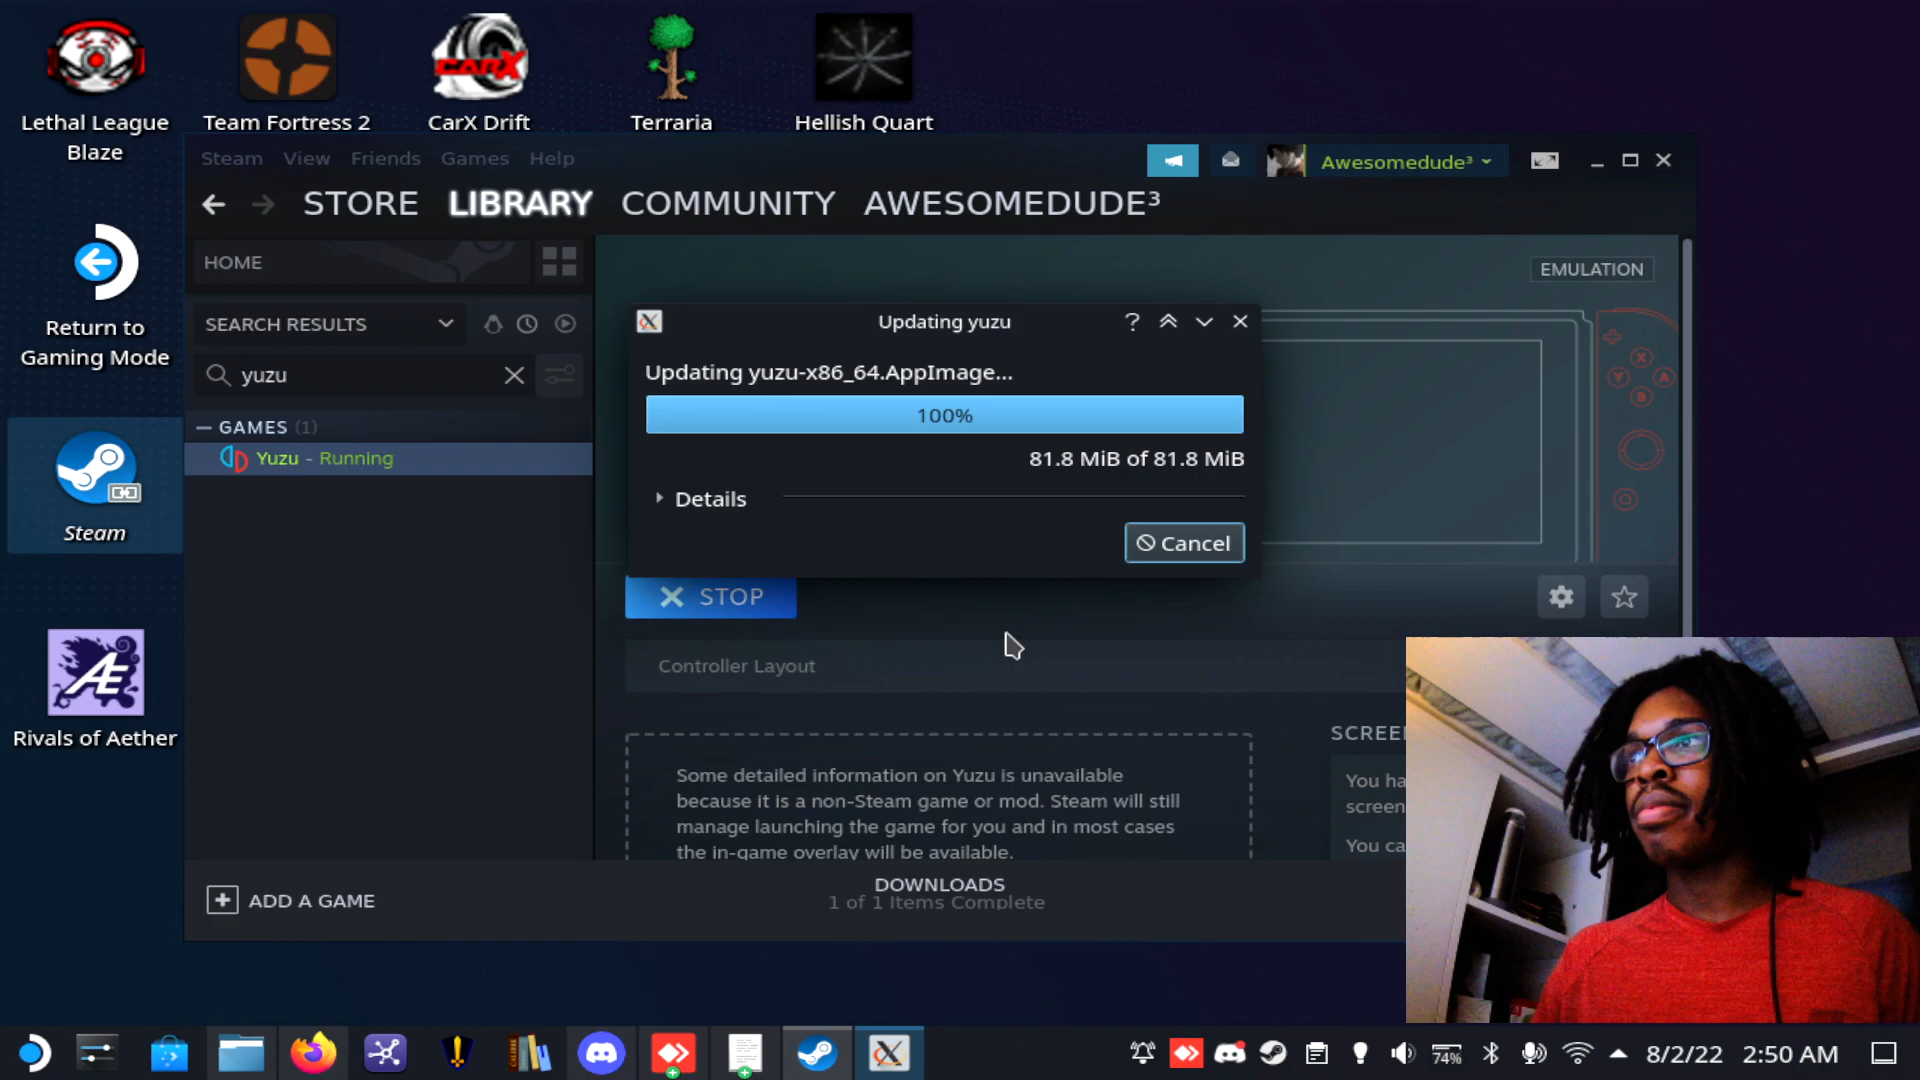 Lethal League
Blaze
Team Fortress 2
CarX Drift
Terraria
Hellish Quart
Steam View Friends Games Help
Awesomedude³
STORE LIBRARY COMMUNITY AWESOMEDUDE³
HOME
EMULATION
Return to
Gaming Mode
SEARCH RESULTS
yuzu
GAMES (1)
Yuzu - Running
Updating yuzu
Updating yuzu-x86_64.AppImage...
100%
81.8 MiB of 81.8 MiB
Details
Cancel
Y X A B
Steam
STOP
Controller Layout
Rivals of Aether
Some detailed information on Yuzu is unavailable
because it is a non-Steam game or mod. Steam will still
manage launching the game for you and in most cases
the in-game overlay will be available.
SCREE
You ha
screen
You ca
ADD A GAME
DOWNLOADS
1 of 1 Items Complete
74%
8/2/22 2:50 AM